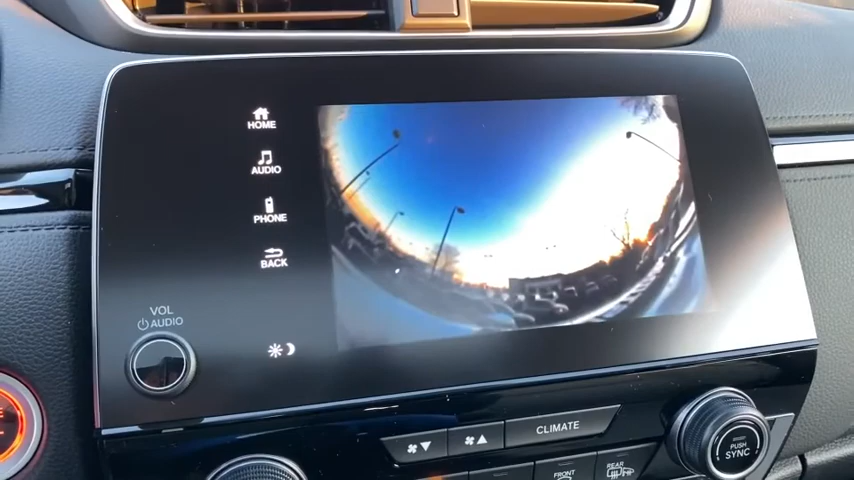 HOME
AUDIO
PHONE
BACK
VOL
AUDIO
CLIMATE
FRONT
REAR
PUSH
SYNC